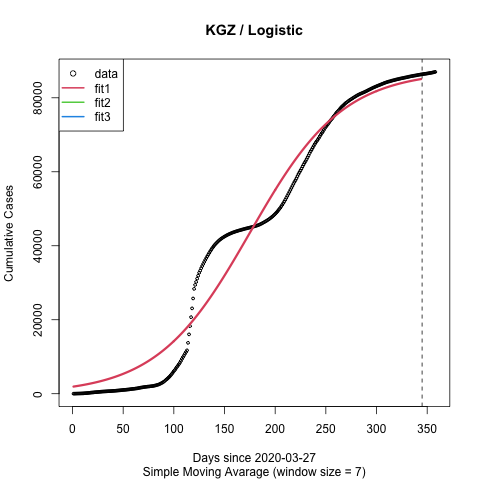 KGZ / Logistic
data
fit1
fit2
fit3
Cumulative Cases
0
20000
40000
60000
80000
0 50 100 150 200 250 300 350
Days since 2020-03-27
Simple Moving Avarage (window size = 7)